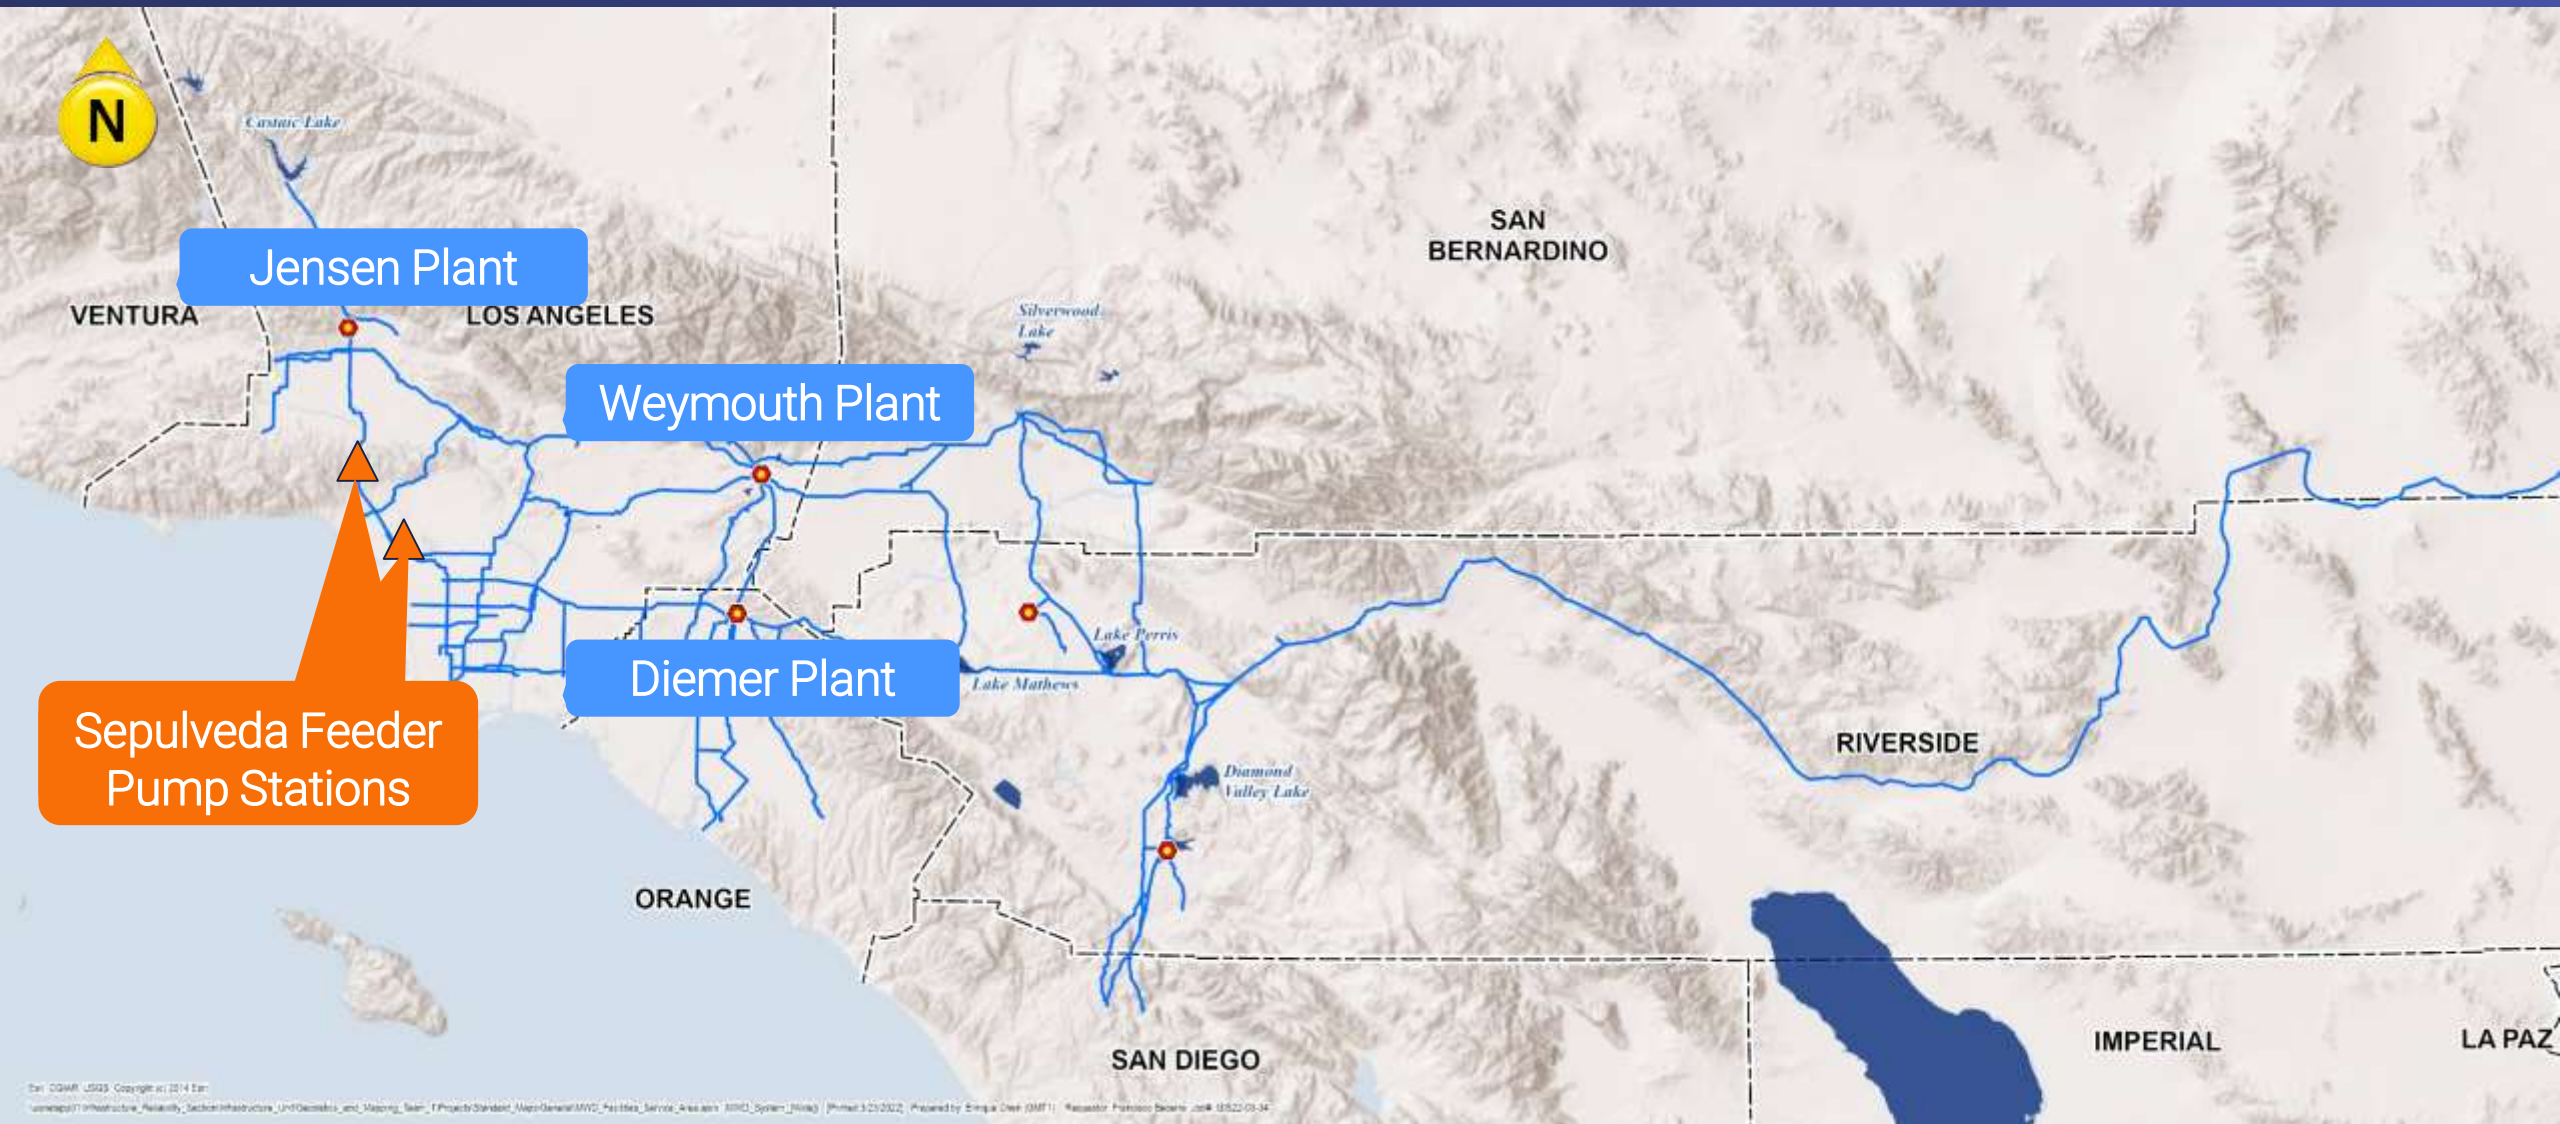 N
Castaic Lake
Jensen Plant
VENTURA
LOS ANGELES
SAN
BERNARDINO
Silverwood
Lake
Weymouth Plant
Lake Perris
Diemer Plant
Lake Mathews
Sepulveda Feeder
Pump Stations
RIVERSIDE
Diamond
Valley Lake
ORANGE
SAN DIEGO
IMPERIAL
LA PAZ